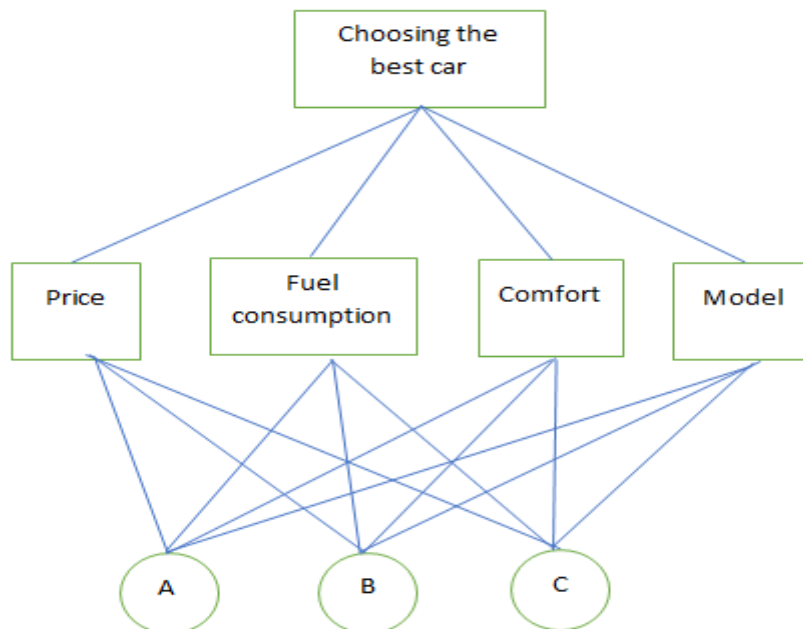 Choosing the
best car
Price
Fuel
consumption
Comfort
Model
A
B
C